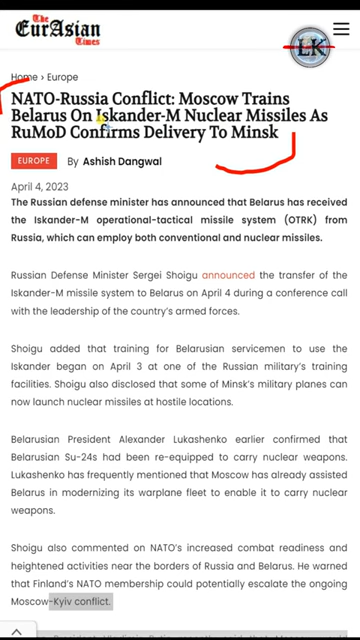 The
EurAsian
Times
LK
Home › Europe
NATO-Russia Conflict: Moscow Trains
Belarus On Iskander-M Nuclear Missiles As
RuMoD Confirms Delivery To Minsk
EUROPE By Ashish Dangwal
April 4, 2023
The Russian defense minister has announced that Belarus has received
the Iskander-M operational-tactical missile system (OTRK) from
Russia, which can employ both conventional and nuclear missiles.
Russian Defense Minister Sergei Shoigu announced the transfer of the
Iskander-M missile system to Belarus on April 4 during a conference call
with the leadership of the country's armed forces.
Shoigu added that training for Belarusian servicemen to use the
Iskander began on April 3 at one of the Russian military's training
facilities. Shoigu also disclosed that some of Minsk's military planes can
now launch nuclear missiles at hostile locations.
Belarusian President Alexander Lukashenko earlier confirmed that
Belarusian Su-24s had been re-equipped to carry nuclear weapons.
Lukashenko has frequently mentioned that Moscow has already assisted
Belarus in modernizing its warplane fleet to enable it to carry nuclear
weapons.
Shoigu also commented on NATO's increased combat readiness and
heightened activities near the borders of Russia and Belarus. He warned
that Finland's NATO membership could potentially escalate the ongoing
Moscow-Kyiv conflict.